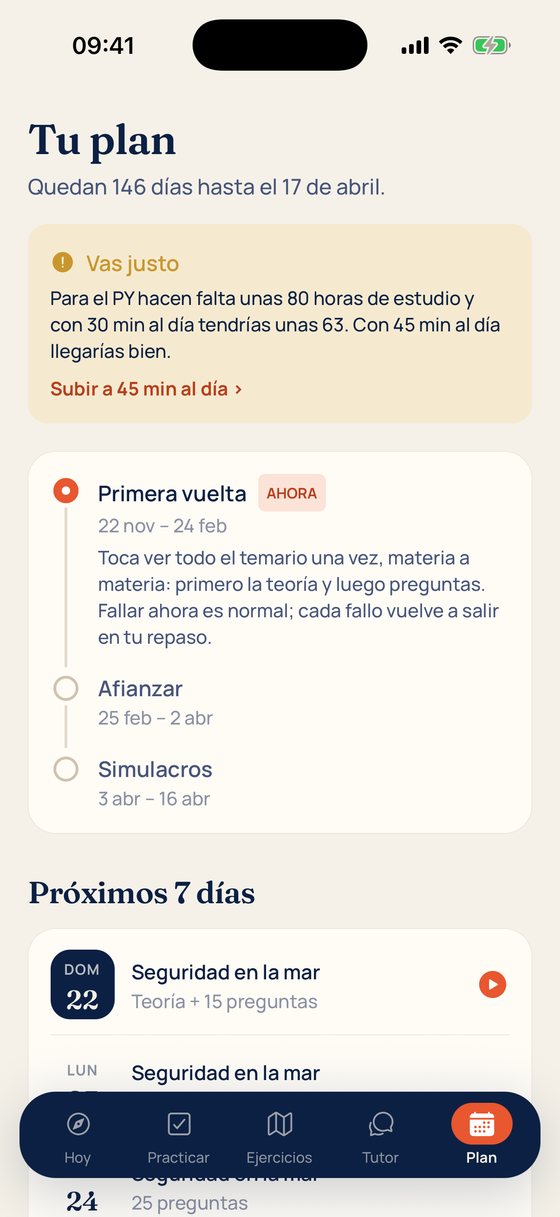 09:41
Tu plan
Quedan 146 días hasta el 17 de abril.
Vas justo
Para el PY hacen falta unas 80 horas de estudio y
con 30 min al día tendrías unas 63. Con 45 min al día
llegarías bien.
Subir a 45 min al día ›
Primera vuelta AHORA
22 nov – 24 feb
Toca ver todo el temario una vez, materia a
materia: primero la teoría y luego preguntas.
Fallar ahora es normal; cada fallo vuelve a salir
en tu repaso.
Afianzar
25 feb – 2 abr
Simulacros
3 abr – 16 abr
Próximos 7 días
DOM
22
Seguridad en la mar
Teoría + 15 preguntas
LUN
Seguridad en la mar
Hoy
Practicar
Ejercicios
Tutor
Plan
24
25 preguntas